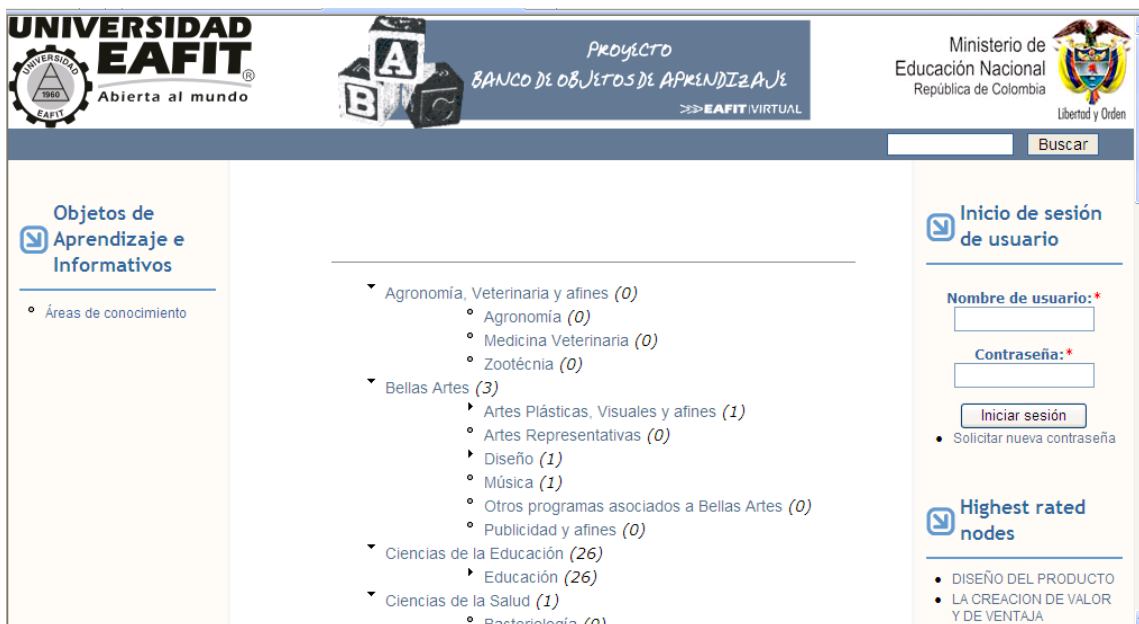 UNIVERSIDAD
EAFIT®
Abierta al mundo
UNIVERSIDAD
1960
EAFIT
A
B
C
PROYECTO
BANCO DE OBJETOS DE APRENDIZAJE
>>>EAFIT|VIRTUAL
Ministerio de
Educación Nacional
República de Colombia
Libertad y Orden
Buscar
Objetos de
Aprendizaje e
Informativos
Áreas de conocimiento
Agronomía, Veterinaria y afines (0)
Agronomía (0)
Medicina Veterinaria (0)
Zootécnia (0)
Bellas Artes (3)
Artes Plásticas, Visuales y afines (1)
Artes Representativas (0)
Diseño (1)
Música (1)
Otros programas asociados a Bellas Artes (0)
Publicidad y afines (0)
Ciencias de la Educación (26)
Educación (26)
Ciencias de la Salud (1)
Bacteriología (0)
Inicio de sesión
de usuario
Nombre de usuario:*
Contraseña:*
Iniciar sesión
Solicitar nueva contraseña
Highest rated
nodes
DISEÑO DEL PRODUCTO
LA CREACION DE VALOR
Y DE VENTAJA